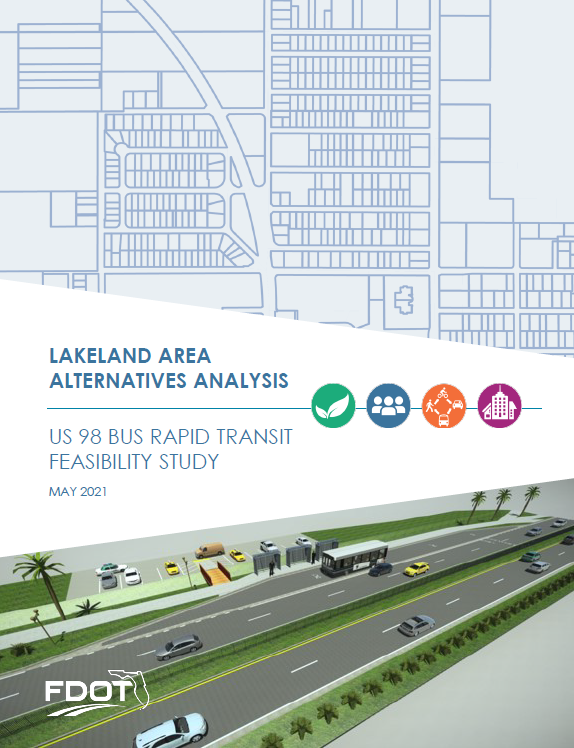 LAKELAND AREA
ALTERNATIVES ANALYSIS
US 98 BUS RAPID TRANSIT
FEASIBILITY STUDY
MAY 2021
FDOT